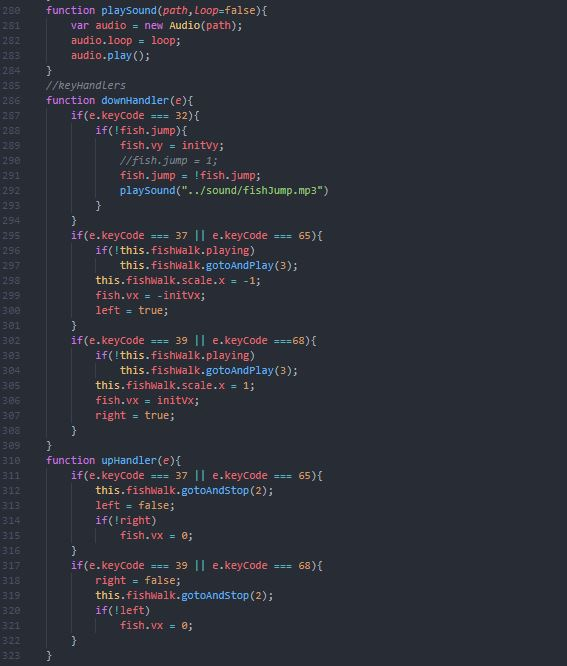 280 function playSound(path,loop=false){
281     var audio = new Audio(path);
282     audio.loop = loop;
283     audio.play();
284 }
285 //keyHandlers
286 function downHandler(e){
287     if(e.keyCode === 32){
288         if(!fish.jump){
289             fish.vy = initVy;
290             //fish.jump = 1;
291             fish.jump = !fish.jump;
292             playSound("../sound/fishJump.mp3")
293         }
294     }
295     if(e.keyCode === 37 || e.keyCode === 65){
296         if(!this.fishWalk.playing)
297             this.fishWalk.gotoAndPlay(3);
298         this.fishWalk.scale.x = -1;
299         fish.vx = -initVx;
300         left = true;
301     }
302     if(e.keyCode === 39 || e.keyCode ===68){
303         if(!this.fishWalk.playing)
304             this.fishWalk.gotoAndPlay(3);
305         this.fishWalk.scale.x = 1;
306         fish.vx = initVx;
307         right = true;
308     }
309 }
310 function upHandler(e){
311     if(e.keyCode === 37 || e.keyCode === 65){
312         this.fishWalk.gotoAndStop(2);
313         left = false;
314         if(!right)
315             fish.vx = 0;
316     }
317     if(e.keyCode === 39 || e.keyCode === 68){
318         right = false;
319         this.fishWalk.gotoAndStop(2);
320         if(!left)
321             fish.vx = 0;
322     }
323 }